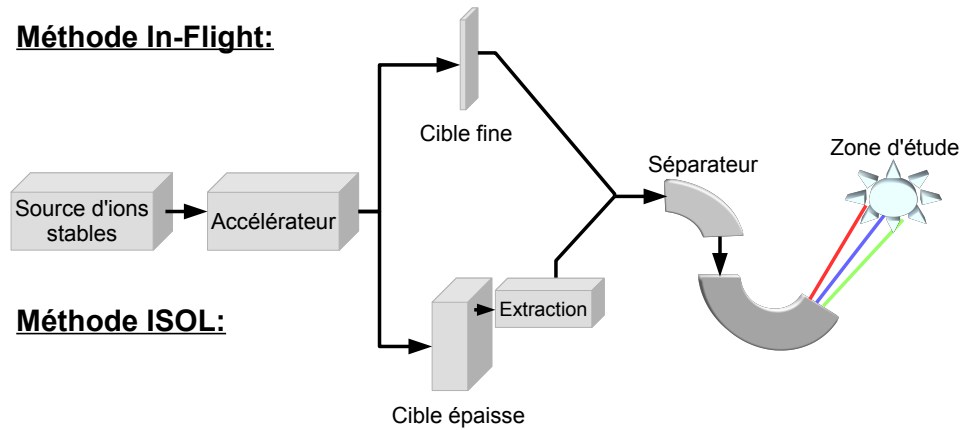 Méthode In-Flight:
Cible fine
Séparateur
Zone d'étude
Source d'ions
stables
Accélérateur
Extraction
Méthode ISOL:
Cible épaisse